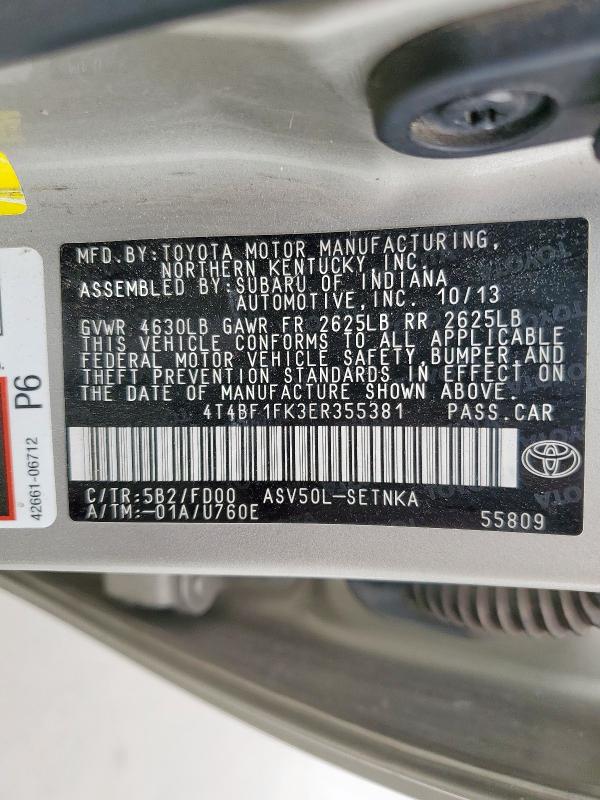 MFD.BY:TOYOTA MOTOR MANUFACTURING,
NORTHERN KENTUCKY,INC.
ASSEMBLED BY:SUBARU OF INDIANA
AUTOMOTIVE,INC. 10/13
GVWR 4630LB GAWR FR 2625LB RR 2625LB
THIS VEHICLE CONFORMS TO ALL APPLICABLE
FEDERAL MOTOR VEHICLE SAFETY,BUMPER,AND
THEFT PREVENTION STANDARDS IN EFFECT ON
THE DATE OF MANUFACTURE SHOWN ABOVE.
4T4BF1FK3ER355381 PASS.CAR
C/TR:5B2/FD00 ASV50L-SETNKA
A/TM:-01A/U760E 55809
P6
42661-06712